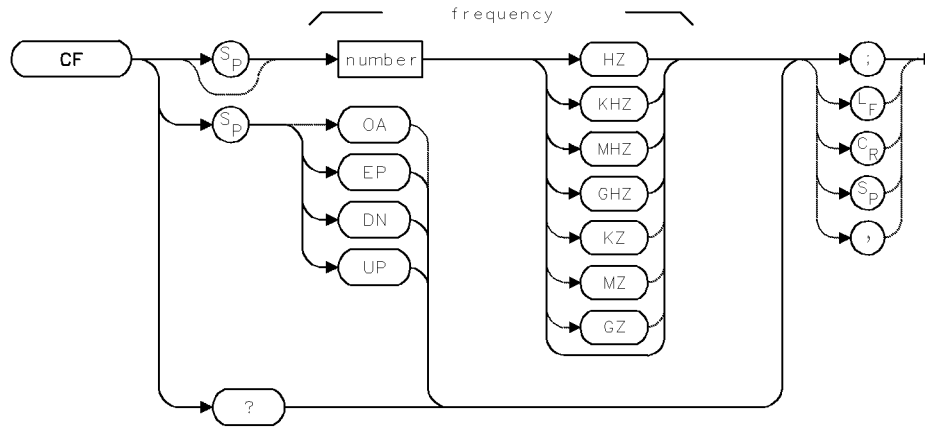 frequency
CF
SP
number
HZ
;
KHZ
LF
SP
OA
MHZ
CR
EP
GHZ
SP
DN
KZ
,
UP
MZ
GZ
?